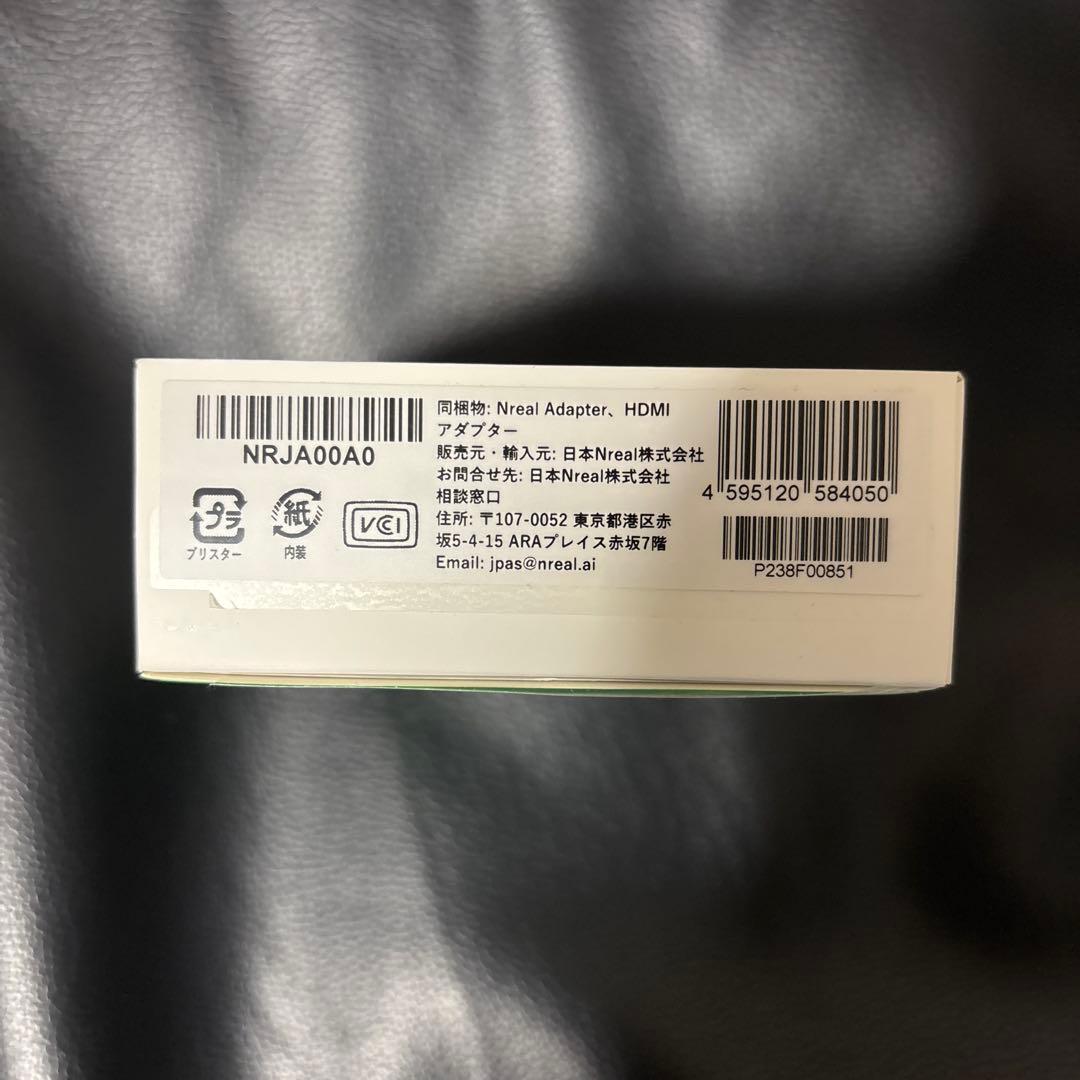 NRJA00A0
プラ
ブリスター
紙
内装
VCCI
同梱物: Nreal Adapter、HDMI
アダプター
販売元・輸入元: 日本Nreal株式会社
お問合せ先: 日本Nreal株式会社
相談窓口
住所: 〒107-0052 東京都港区赤
坂5-4-15 ARAプレイス赤坂7階
Email: jpas@nreal.ai
4 595120 584050
P238F00851